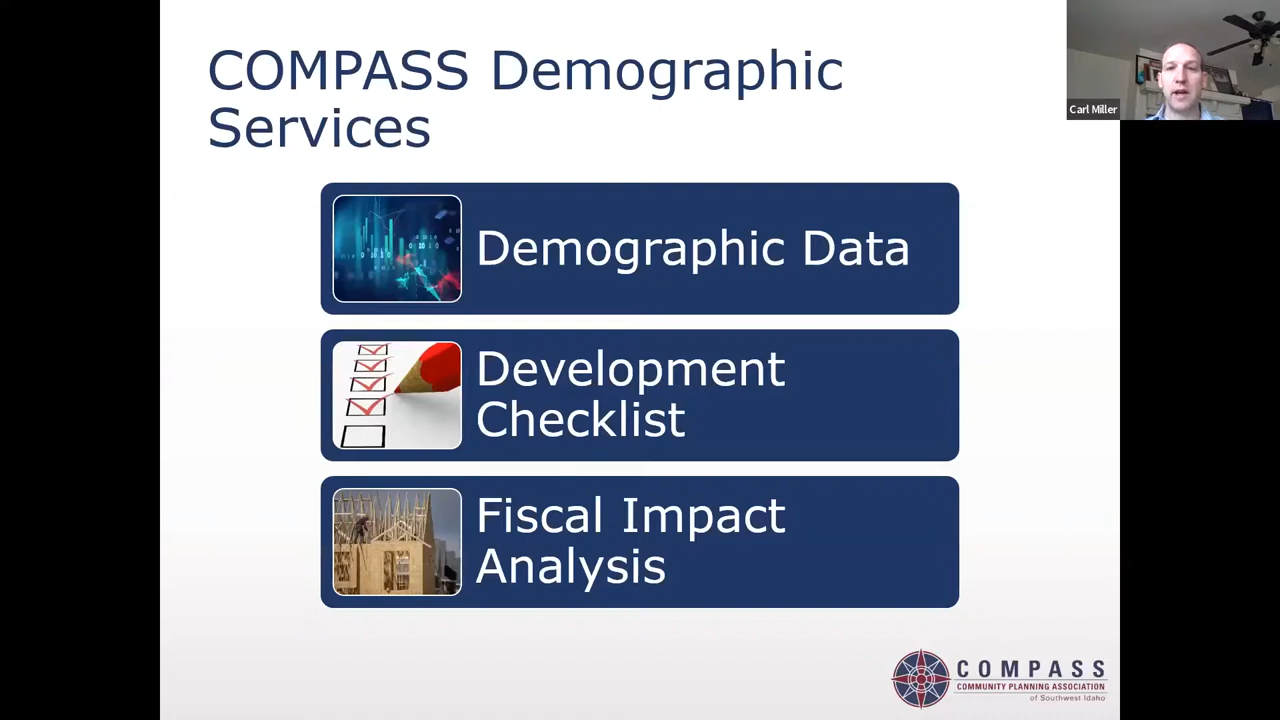 COMPASS Demographic
Services
Carl Miller
Demographic Data
Development
Checklist
Fiscal Impact
Analysis
COMPASS
COMMUNITY PLANNING ASSOCIATION
of Southwest Idaho